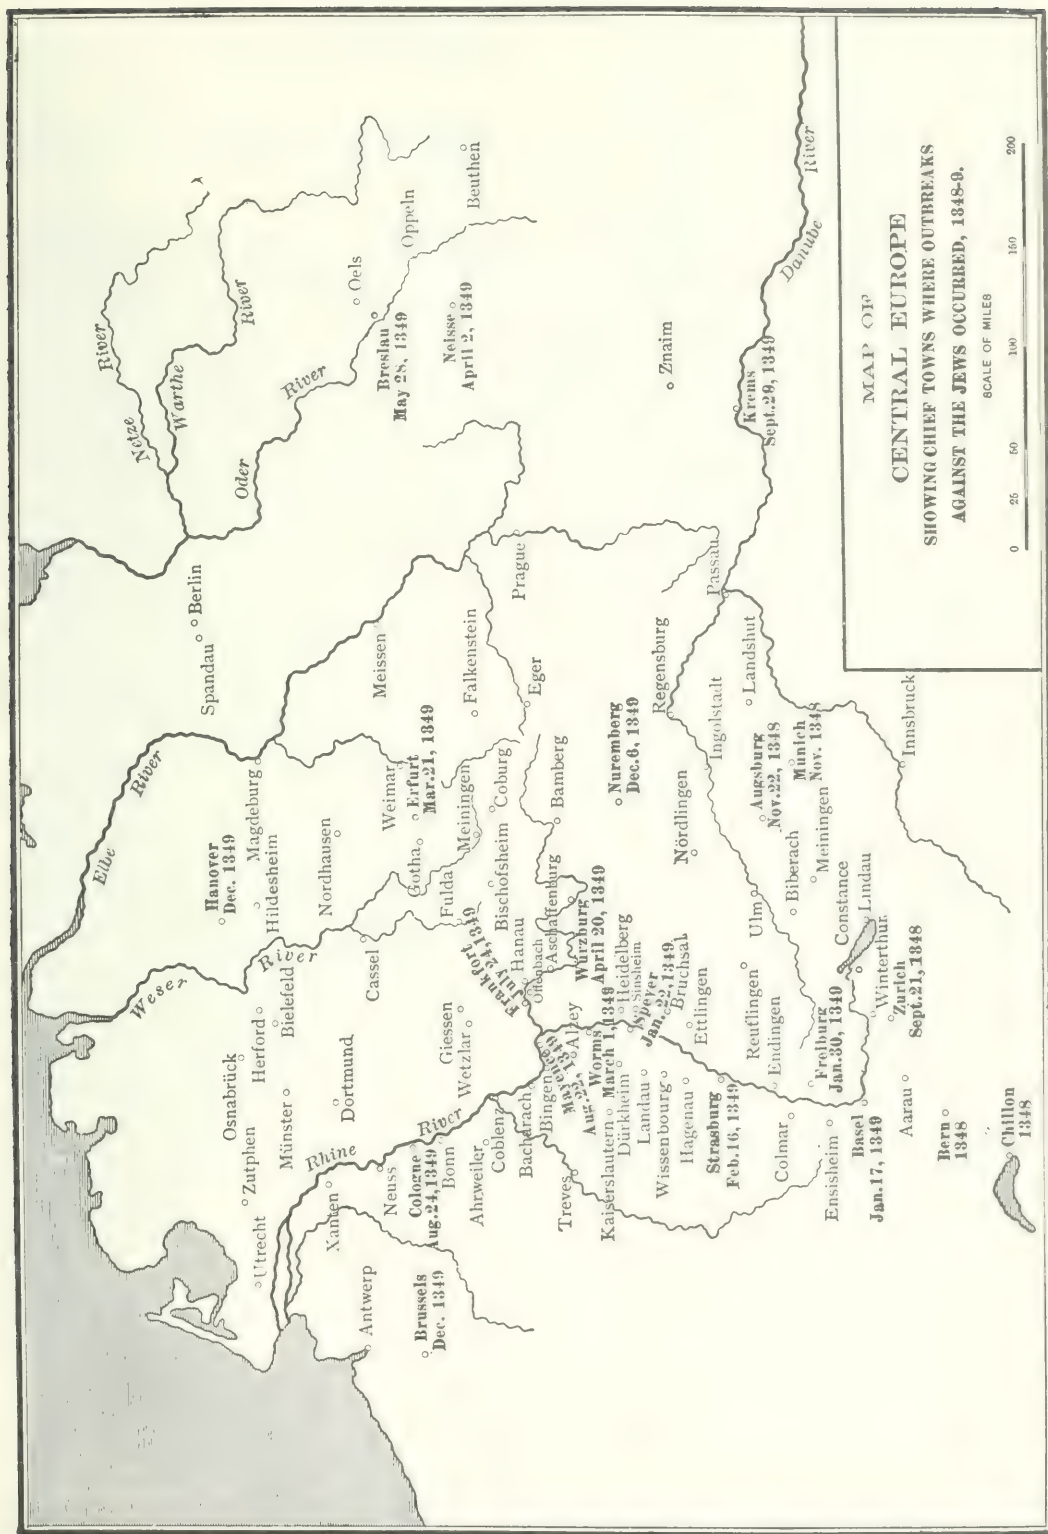 MAP OF
CENTRAL EUROPE
SHOWING CHIEF TOWNS WHERE OUTBREAKS
AGAINST THE JEWS OCCURRED, 1348-9.
SCALE OF MILES
0 25 50 100 150 200
Elbe
River
Weser
River
Netze
River
Warthe
River
Oder
River
Rhine
River
Danube
River
Spandau
Berlin
Hanover
Dec. 1349
Magdeburg
Hildesheim
Nordhausen
Osnabrück
Herford
Bielefeld
Zutphen
Münster
Utrecht
Dortmund
Xanten
Cassel
Antwerp
Brussels
Dec. 1349
Neuss
Cologne
Aug.24,1349
Bonn
Ahrweiler
Coblenz
Giessen
Wetzlar
Weimar
Gotha
Erfurt
Mar.21, 1349
Meissen
Fulda
Meiningen
Coburg
Bischofsheim
Falkenstein
Eger
Prague
Oels
Breslau
May 28, 1349
Oppeln
Neisse
April 2, 1349
Beuthen
Frankfort
July 24,1349
Hanau
Offenbach
Aschaffenburg
Bamberg
Bacharach
Bingen
Mayence
Aug.22, 1349
Alzey
Treves
Würzburg
April 20, 1349
Worms
March 1, 1349
Kaiserslautern
Dürkheim
Heidelberg
Sinsheim
Speyer
Jan.22,1349
Bruchsal
Landau
Ettlingen
Wissenbourg
Hagenau
Strasburg
Feb.16, 1349
Nuremberg
Dec.6, 1349
Regensburg
Nördlingen
Ingolstadt
Passau
Znaim
Krems
Sept.29, 1349
Landshut
Augsburg
Nov.22, 1348
Munich
Nov. 1348
Ulm
Biberach
Meiningen
Reutlingen
Endingen
Colmar
Freiburg
Jan.30, 1349
Ensisheim
Constance
Lindau
Basel
Jan.17, 1349
Winterthur
Zurich
Sept.21,1348
Aarau
Bern
1348
Innsbruck
Chillon
1348